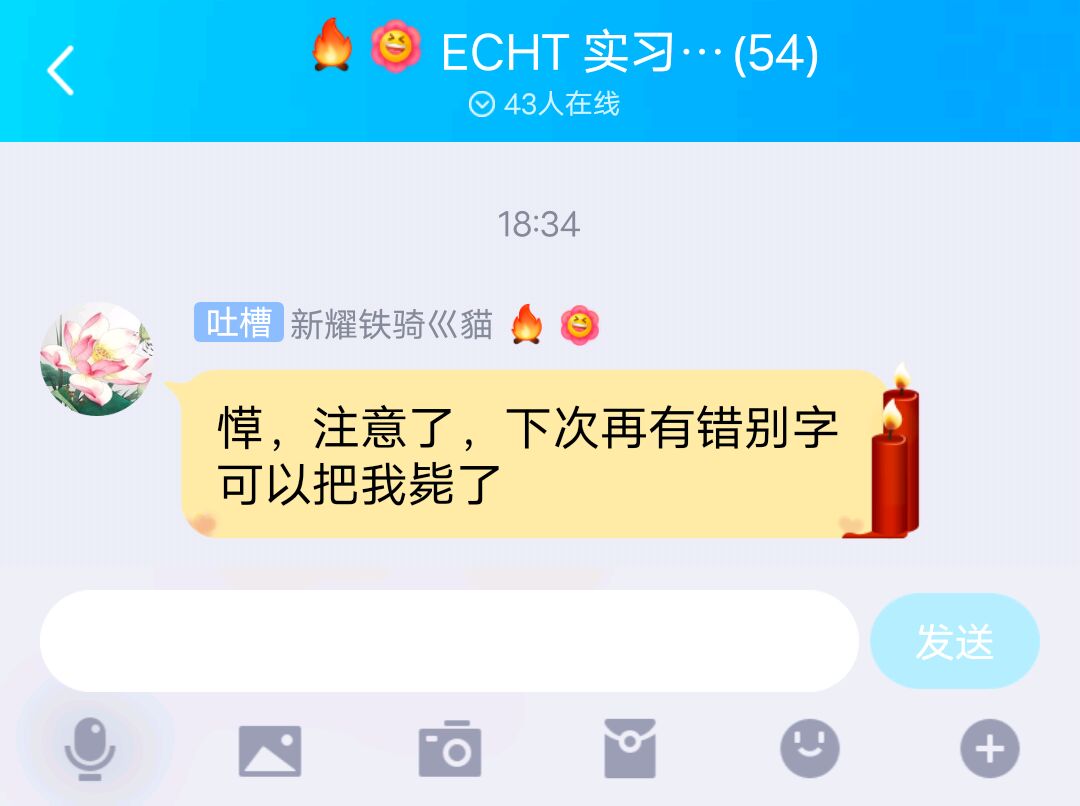 ECHT 实习…(54)
43人在线
18:34
吐槽 新耀铁骑巛貓
惮，注意了，下次再有错别字
可以把我毙了
发送